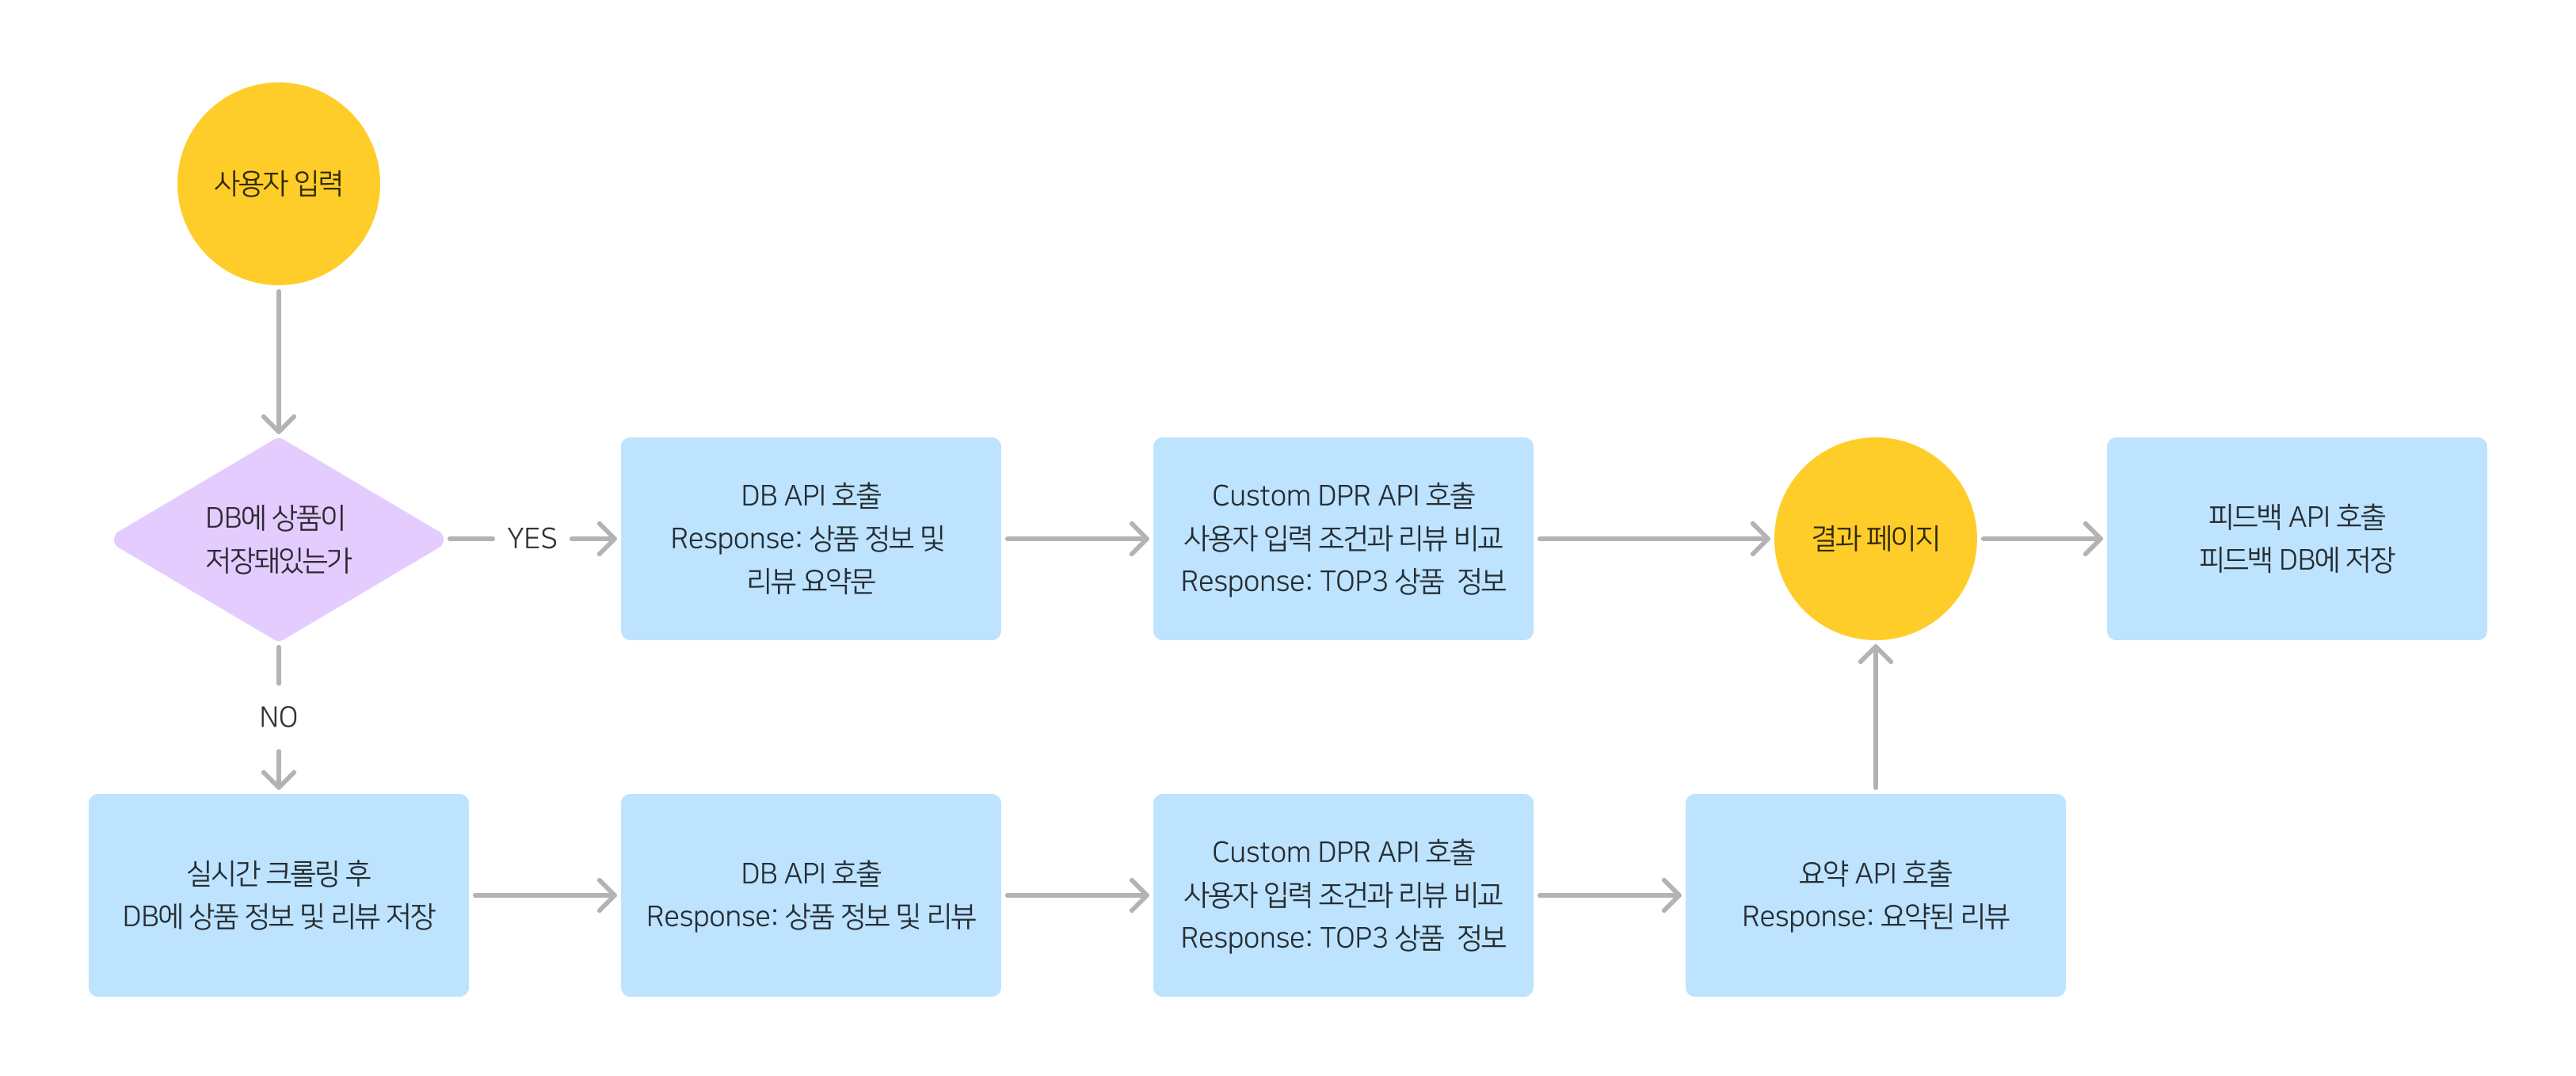 사용자 입력
DB에 상품이
저장돼있는가
YES
DB API 호출
Response: 상품 정보 및
리뷰 요약문
Custom DPR API 호출
사용자 입력 조건과 리뷰 비교
Response: TOP3 상품  정보
결과 페이지
피드백 API 호출
피드백 DB에 저장
NO
실시간 크롤링 후
DB에 상품 정보 및 리뷰 저장
DB API 호출
Response: 상품 정보 및 리뷰
Custom DPR API 호출
사용자 입력 조건과 리뷰 비교
Response: TOP3 상품  정보
요약 API 호출
Response: 요약된 리뷰